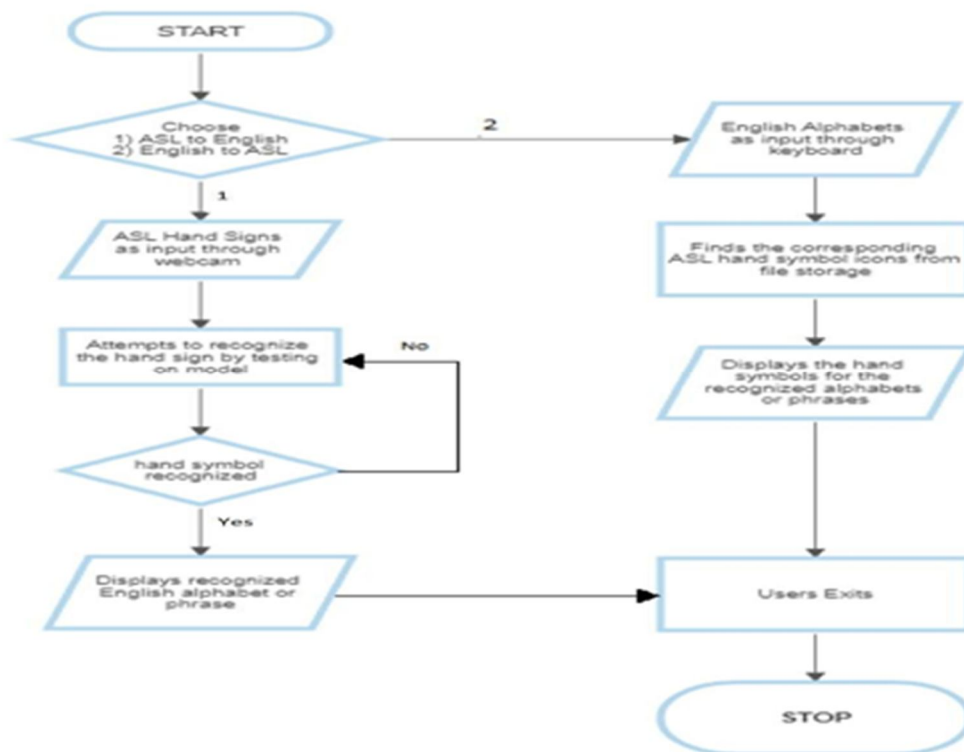 START
Choose
1) ASL to English
2) English to ASL
2
English Alphabets
as input through
keyboard
1
ASL Hand Signs
as input through
webcam
Finds the corresponding
ASL hand symbol icons from
file storage
Attempts to recognize
the hand sign by testing
on model
No
Displays the hand
symbols for the
recognized alphabets
or phrases
hand symbol
recognized
Yes
Displays recognized
English alphabet or
phrase
Users Exits
STOP